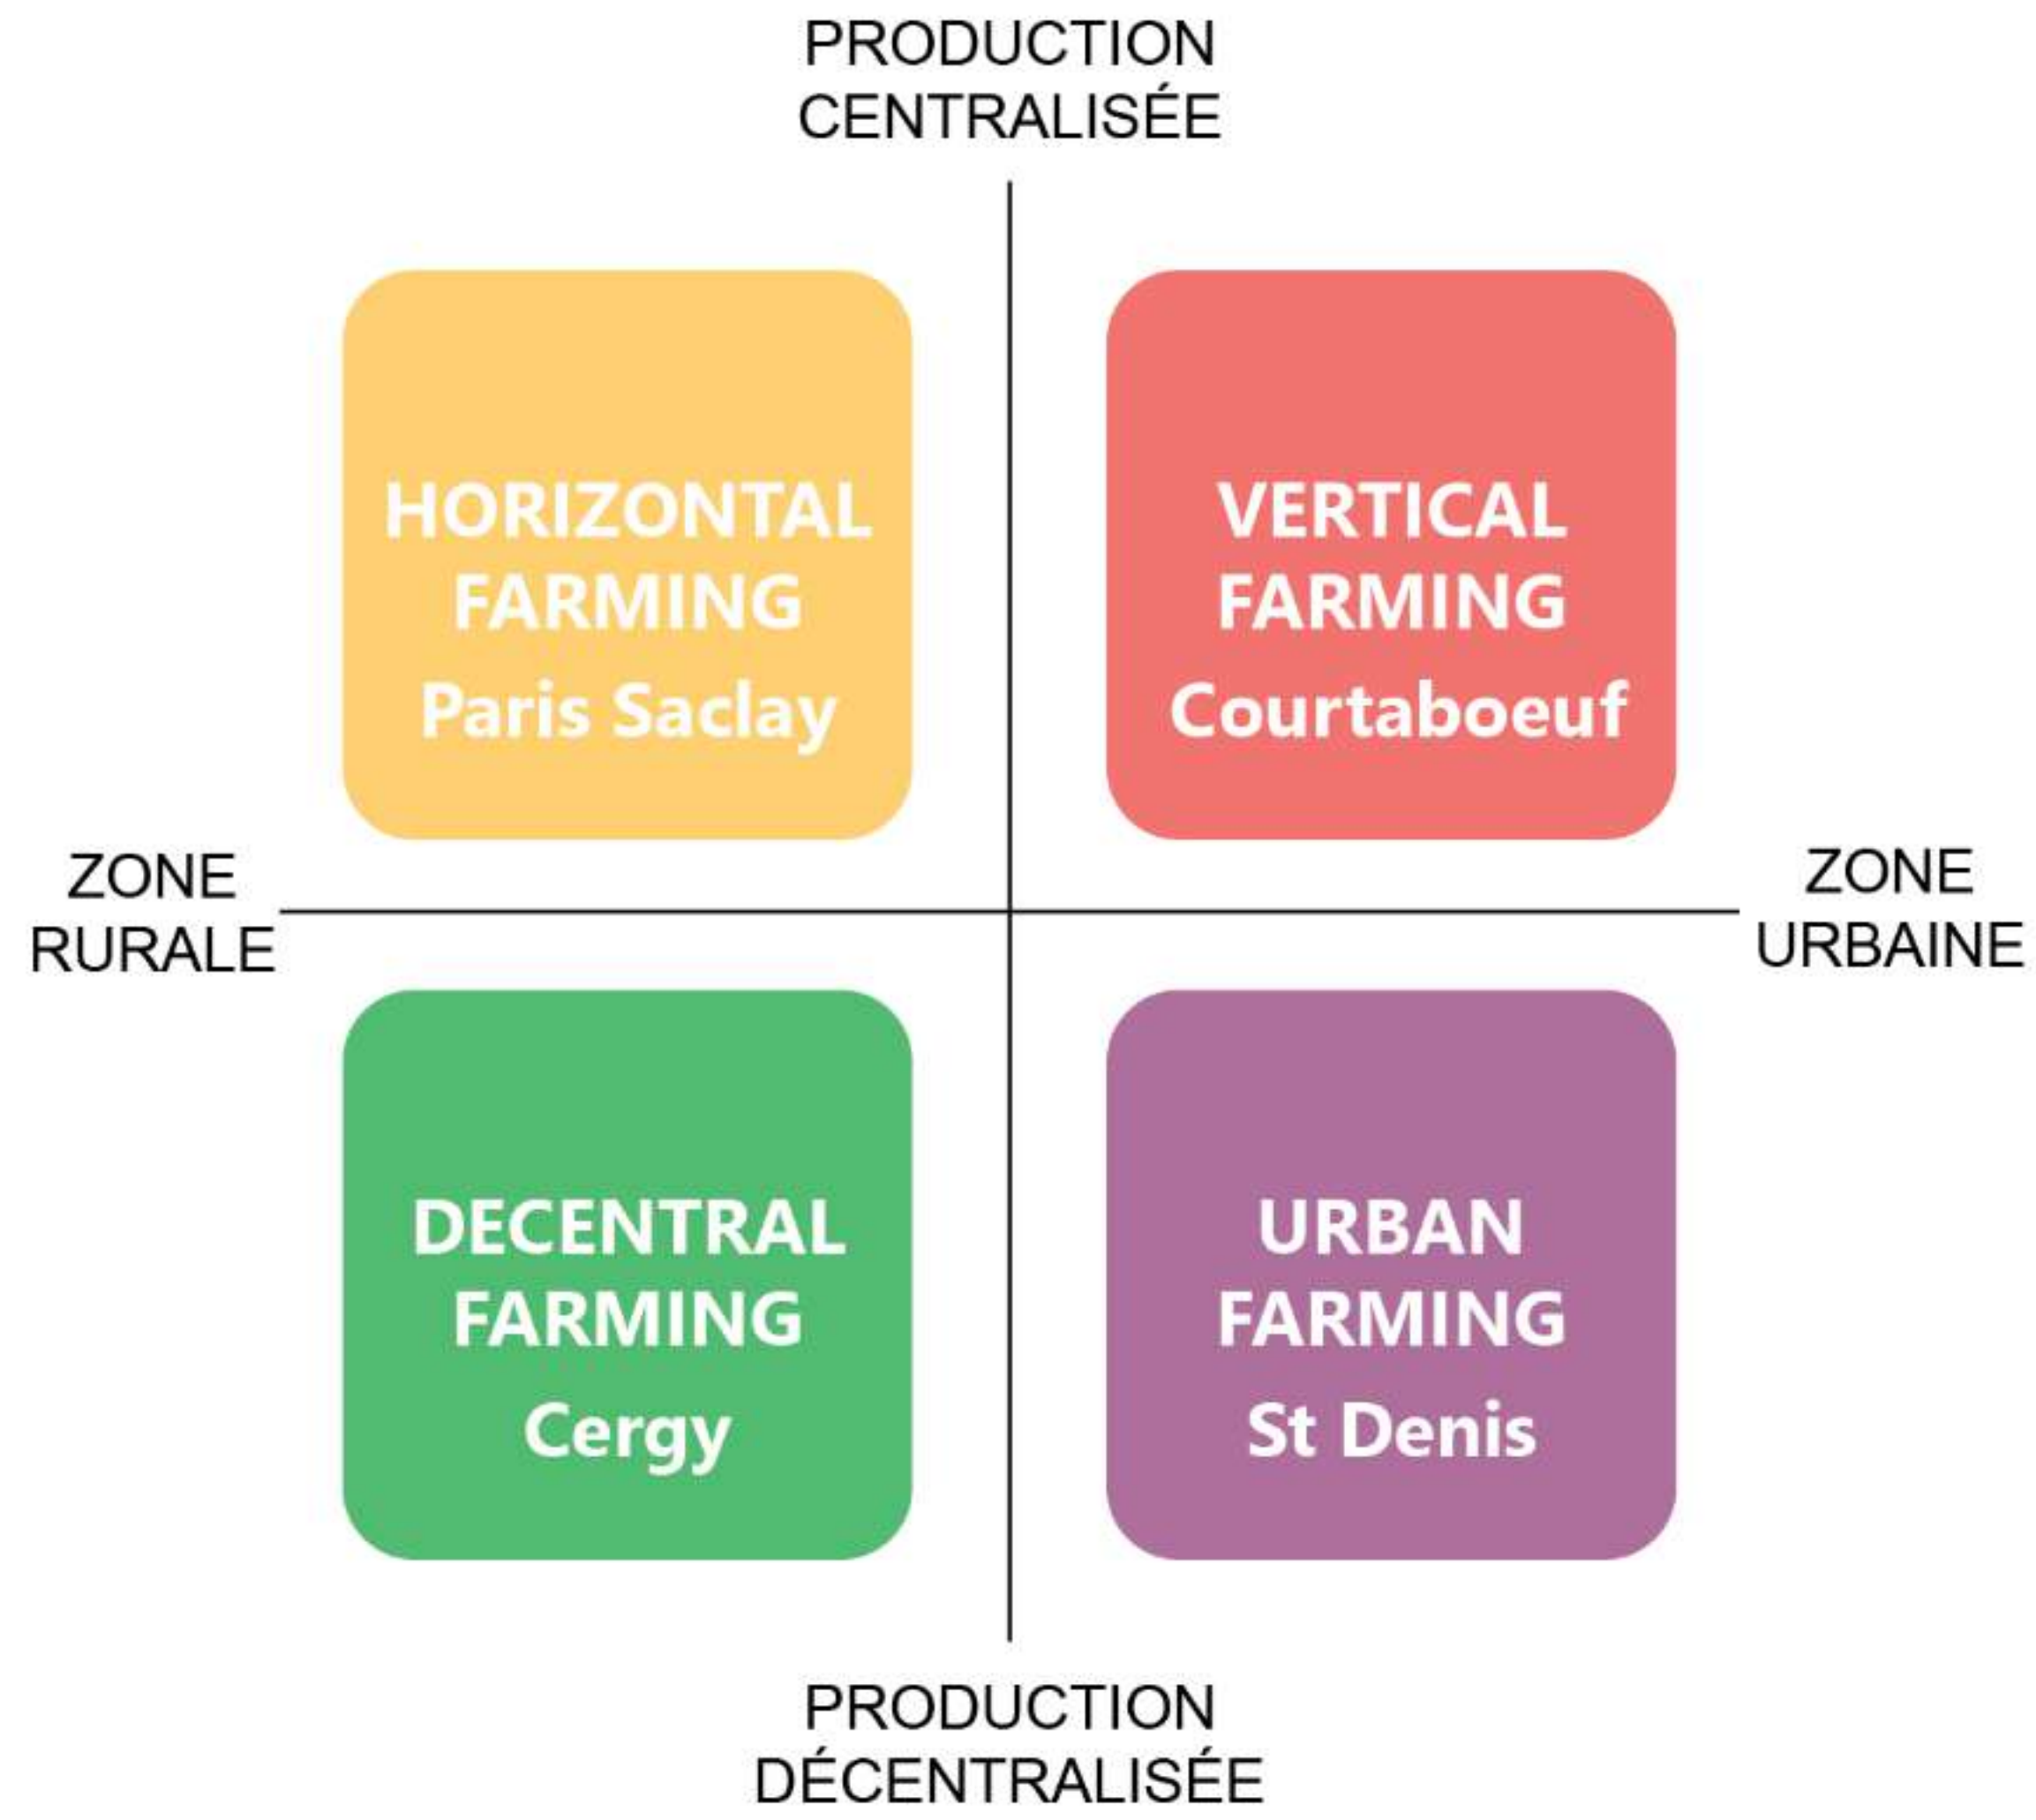 PRODUCTION
CENTRALISÉE
HORIZONTAL
FARMING
Paris Saclay
VERTICAL
FARMING
Courtaboeuf
ZONE
RURALE
ZONE
URBAINE
DECENTRAL
FARMING
Cergy
URBAN
FARMING
St Denis
PRODUCTION
DÉCENTRALISÉE